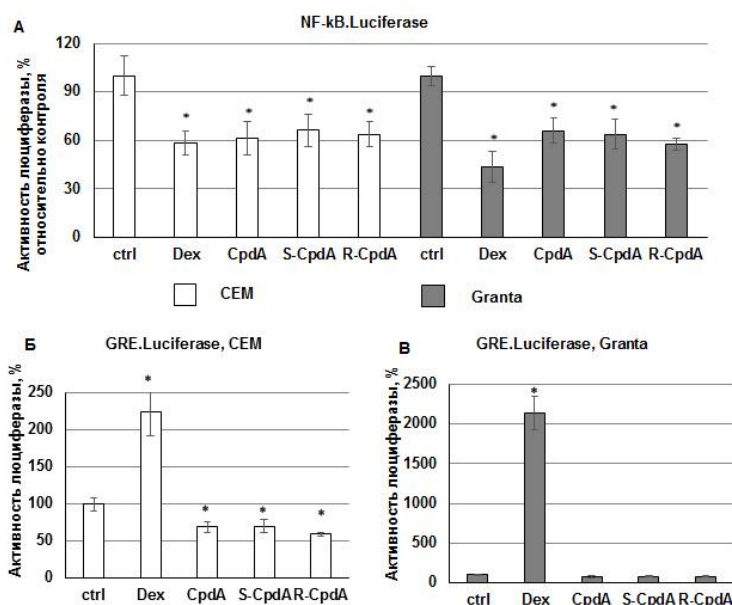 А
NF-kB.Luciferase
Активность люциферазы, %
относительно контроля
120
90
60
30
0
* * * * * * * *
ctrl Dex CpdA S-CpdA R-CpdA ctrl Dex CpdA S-CpdA R-CpdA
CEM
Granta
Б
GRE.Luciferase, CEM
Активность люциферазы, %
250
200
150
100
50
0
* * * *
ctrl Dex CpdA S-CpdA R-CpdA
В
GRE.Luciferase, Granta
Активность люциферазы, %
2500
2000
1500
1000
500
0
*
ctrl Dex CpdA S-CpdA R-CpdA